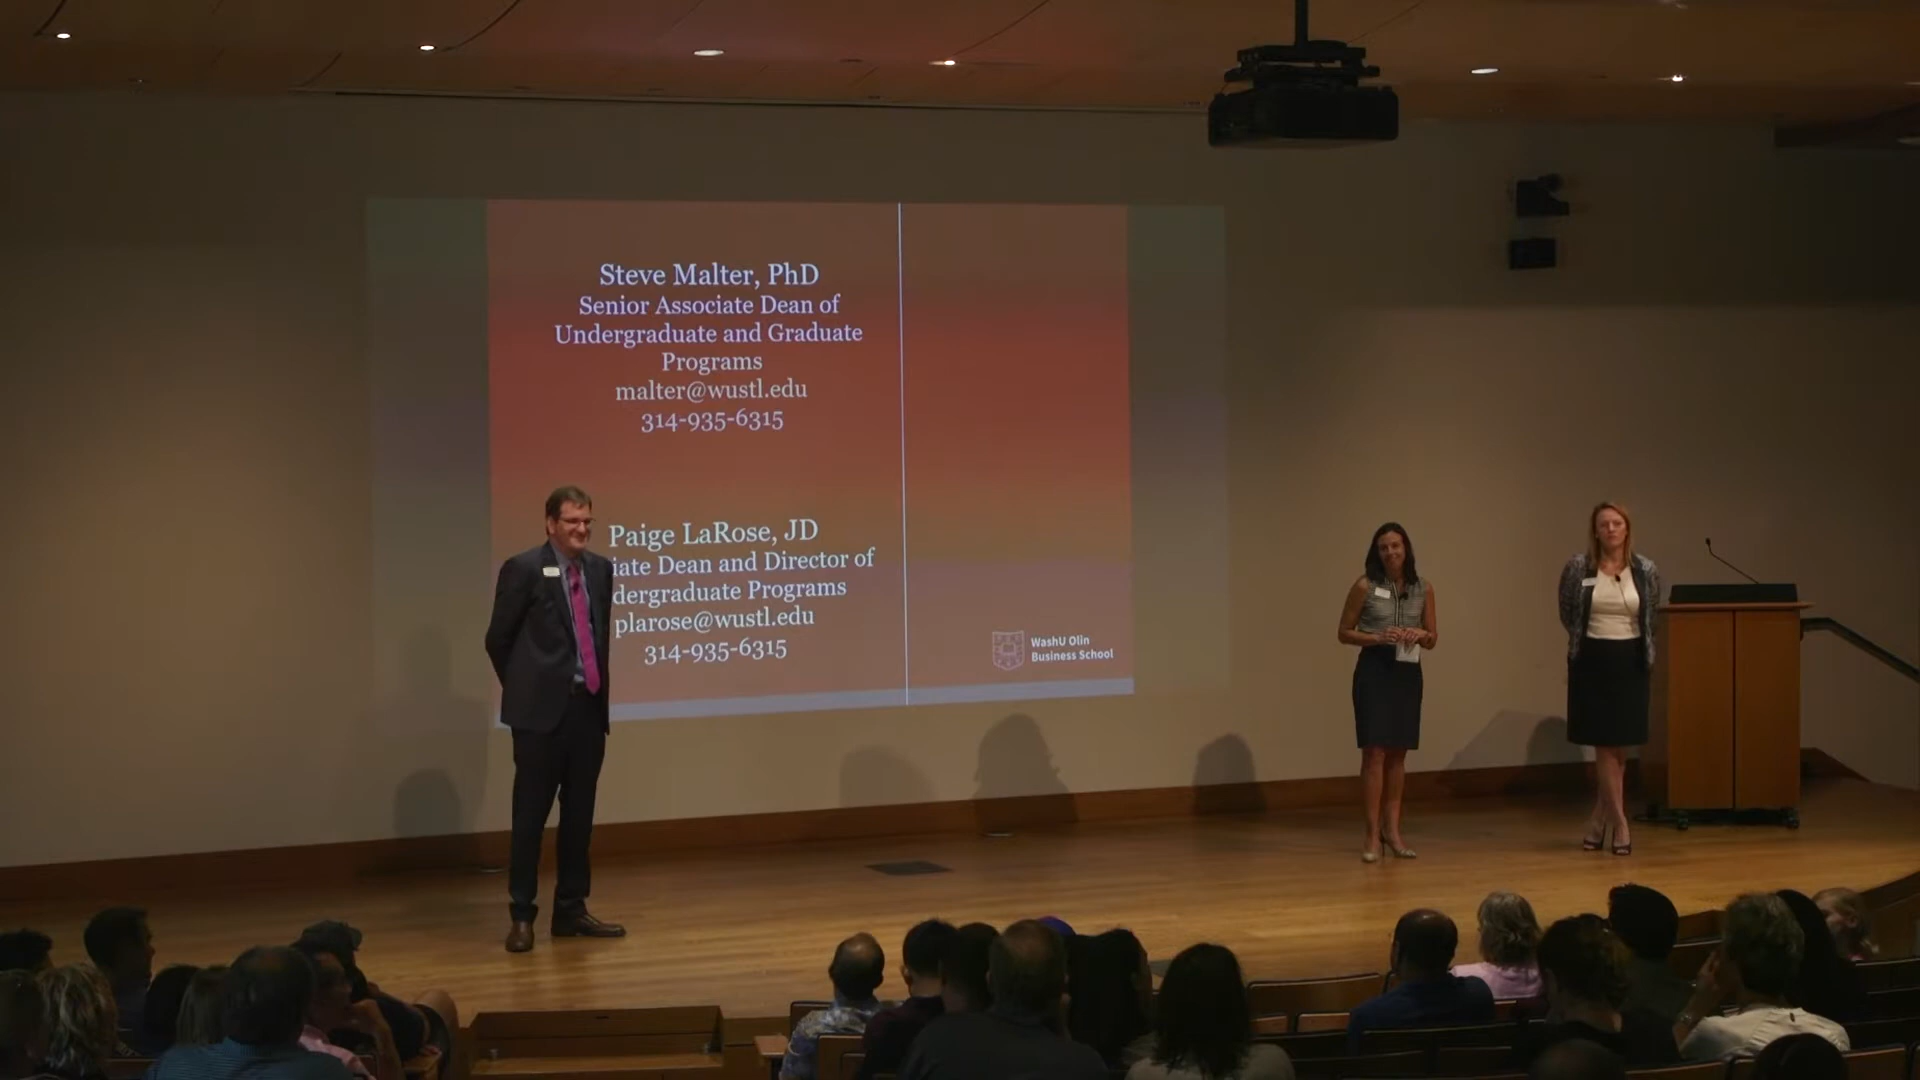 Steve Malter, PhD
Senior Associate Dean of
Undergraduate and Graduate
Programs
malter@wustl.edu
314-935-6315
Paige LaRose, JD
iate Dean and Director of
dergraduate Programs
plarose@wustl.edu
314-935-6315
WashU Olin
Business School